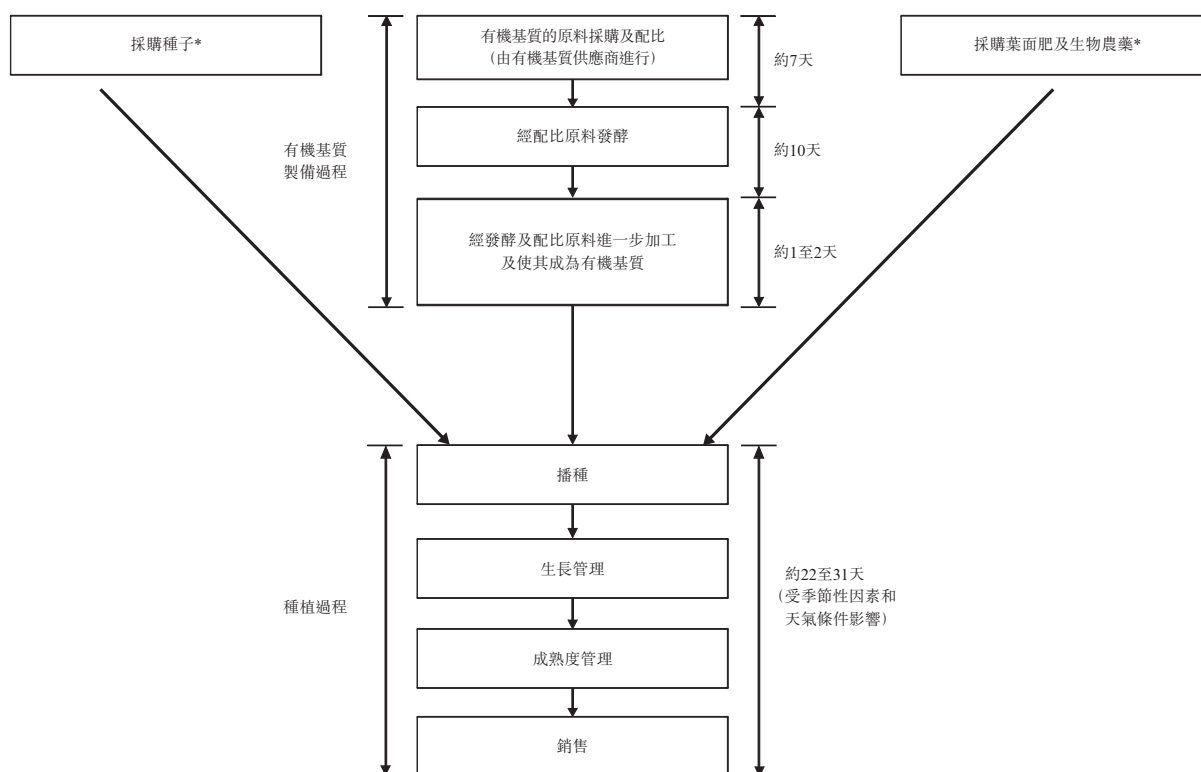 採購種子*
有機基質的原料採購及配比
(由有機基質供應商進行)
採購葉面肥及生物農藥*
約7天
經配比原料發酵
約10天
有機基質
製備過程
經發酵及配比原料進一步加工
及使其成為有機基質
約1至2天
播種
生長管理
種植過程
約22至31天
(受季節性因素和
天氣條件影響)
成熟度管理
銷售